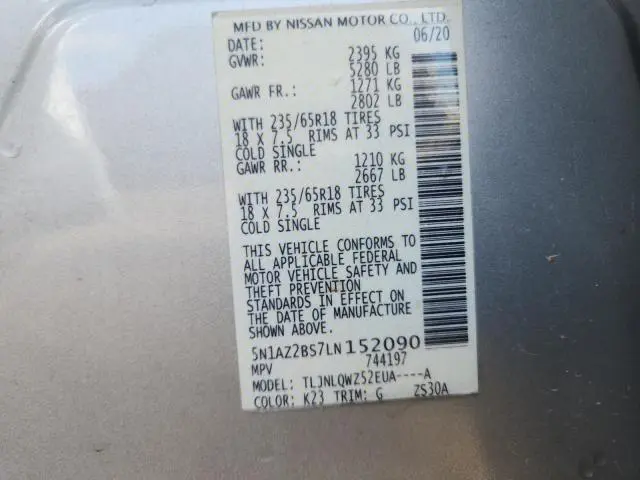 MFD BY NISSAN MOTOR CO., LTD.
DATE: 06/20
GVWR: 2395 KG
5280 LB
GAWR FR.: 1271 KG
2802 LB
WITH 235/65R18 TIRES
18 X 7.5 RIMS AT 33 PSI
COLD SINGLE
GAWR RR.: 1210 KG
2667 LB
WITH 235/65R18 TIRES
18 X 7.5 RIMS AT 33 PSI
COLD SINGLE
THIS VEHICLE CONFORMS TO
ALL APPLICABLE FEDERAL
MOTOR VEHICLE SAFETY AND
THEFT PREVENTION
STANDARDS IN EFFECT ON
THE DATE OF MANUFACTURE
SHOWN ABOVE.
5N1AZ2BS7LN152090
MPV 744197
MODEL: TLJNLQWZ52EUA----A
COLOR: K23 TRIM: G ZS30A